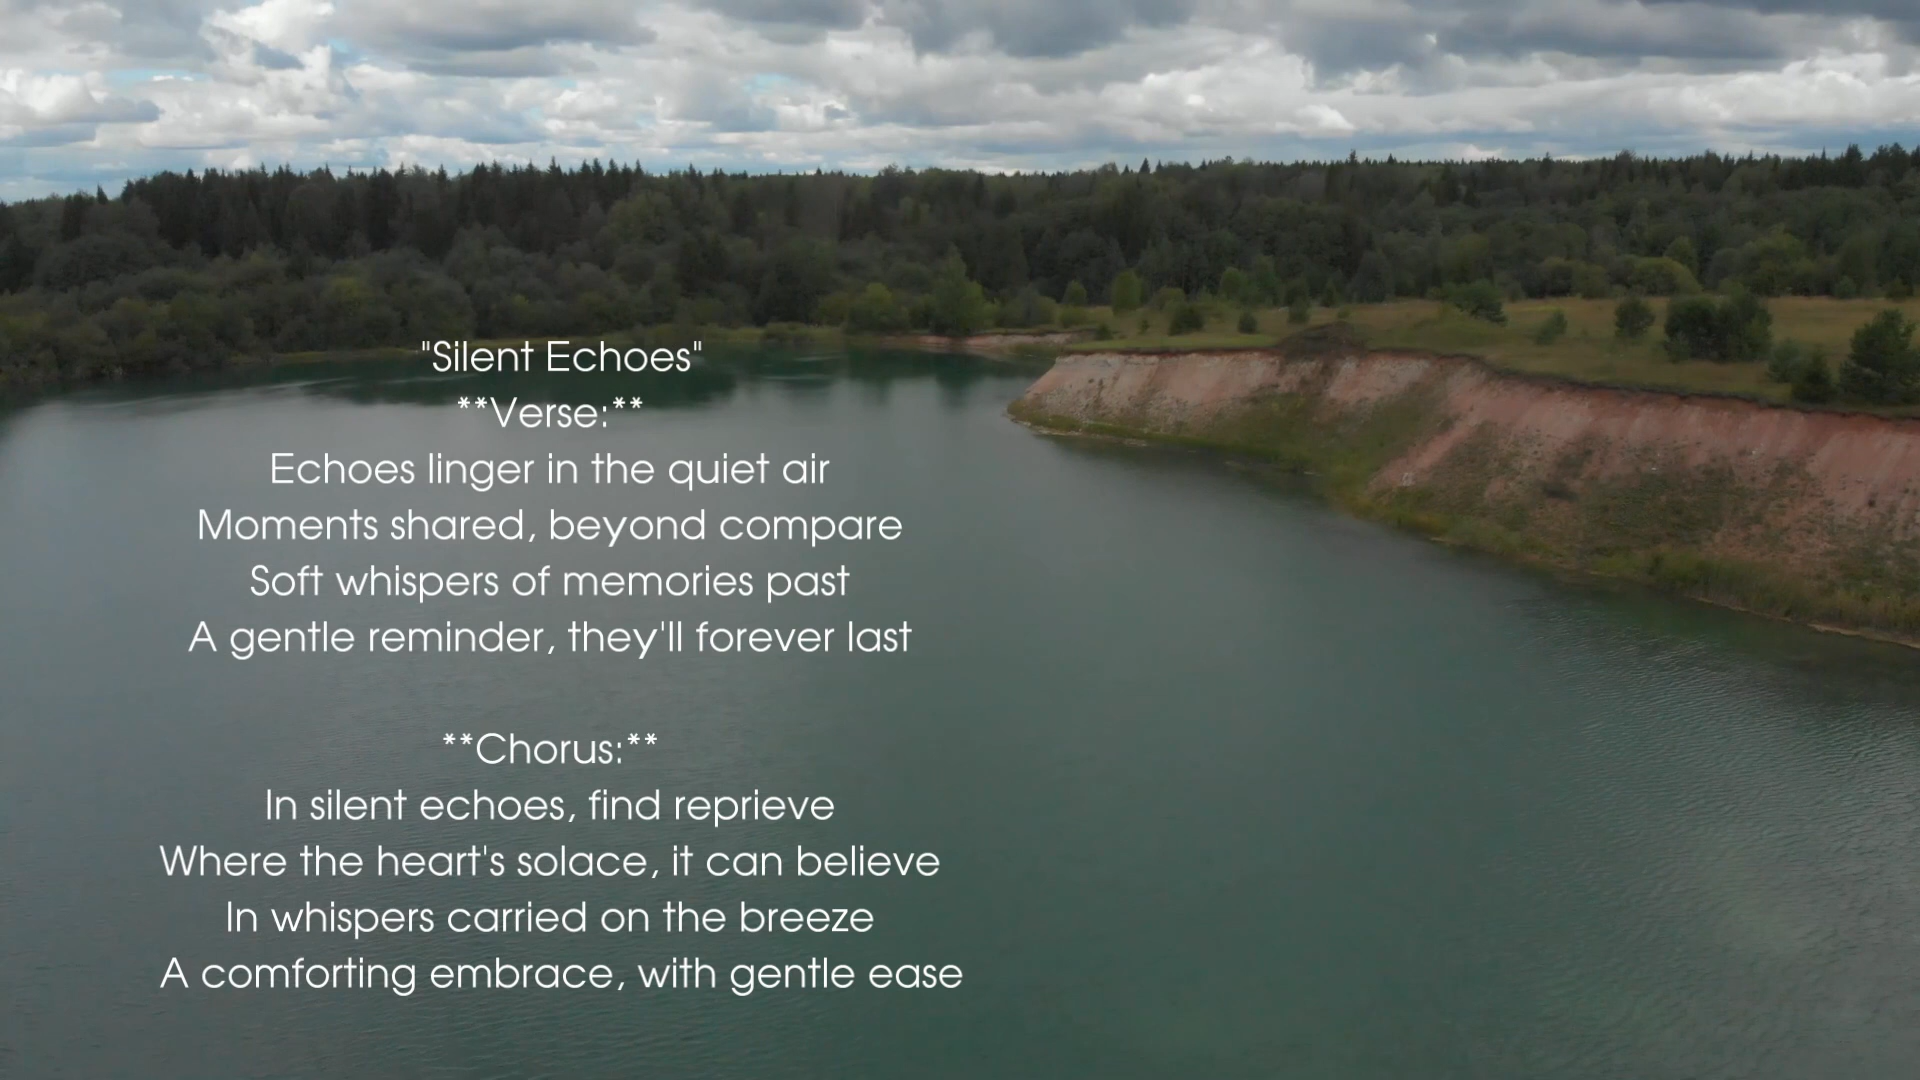 "Silent Echoes"
**Verse:**
Echoes linger in the quiet air
Moments shared, beyond compare
Soft whispers of memories past
A gentle reminder, they'll forever last
**Chorus:**
In silent echoes, find reprieve
Where the heart's solace, it can believe
In whispers carried on the breeze
A comforting embrace, with gentle ease